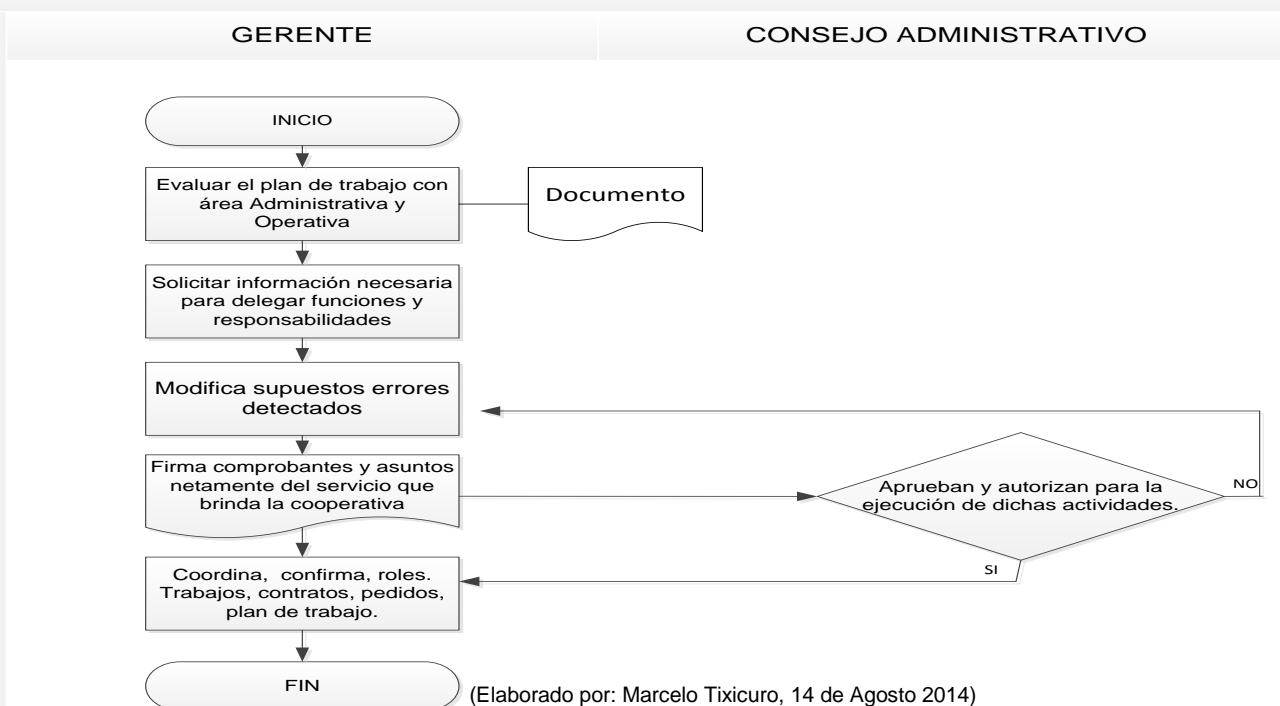 GERENTE
CONSEJO ADMINISTRATIVO
INICIO
Evaluar el plan de trabajo con
área Administrativa y
Operativa
Documento
Solicitar información necesaria
para delegar funciones y
responsabilidades
Modifica supuestos errores
detectados
Firma comprobantes y asuntos
netamente del servicio que
brinda la cooperativa
Aprueban y autorizan para la
ejecución de dichas actividades.
NO
SI
Coordina, confirma, roles.
Trabajos, contratos, pedidos,
plan de trabajo.
FIN
(Elaborado por: Marcelo Tixicuro, 14 de Agosto 2014)